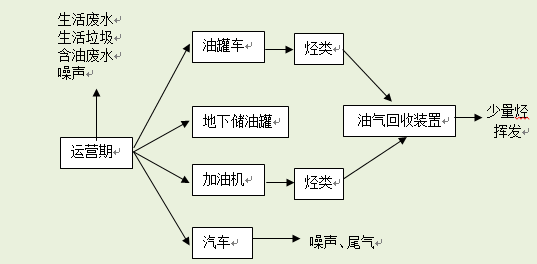 生活废水
生活垃圾
含油废水
噪声
运营期
油罐车
烃类
地下储油罐
油气回收装置
少量烃
挥发
加油机
烃类
汽车
噪声、尾气